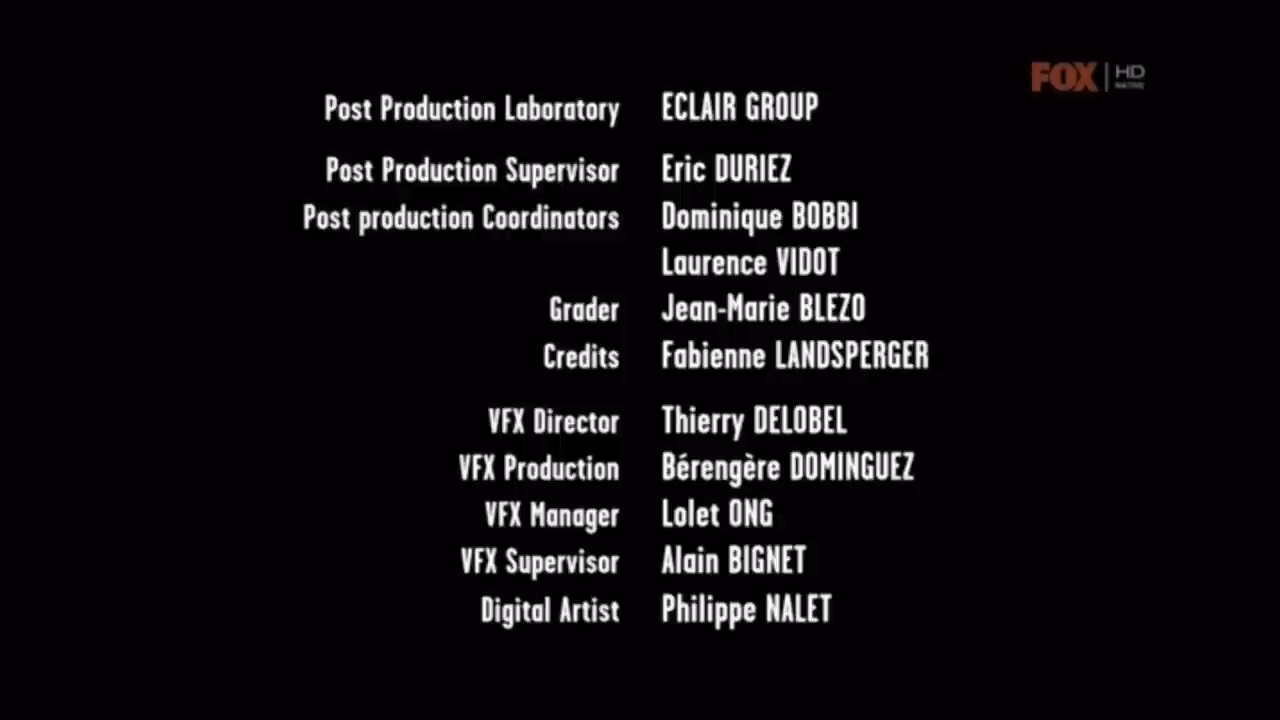 FOX | HD
NATIVE
Post Production Laboratory ECLAIR GROUP
Post Production Supervisor Eric DURIEZ
Post production Coordinators Dominique BOBBI
Laurence VIDOT
Grader Jean-Marie BLEZO
Credits Fabienne LANDSPERGER
VFX Director Thierry DELOBEL
VFX Production Bérengère DOMINGUEZ
VFX Manager Lolet ONG
VFX Supervisor Alain BIGNET
Digital Artist Philippe NALET